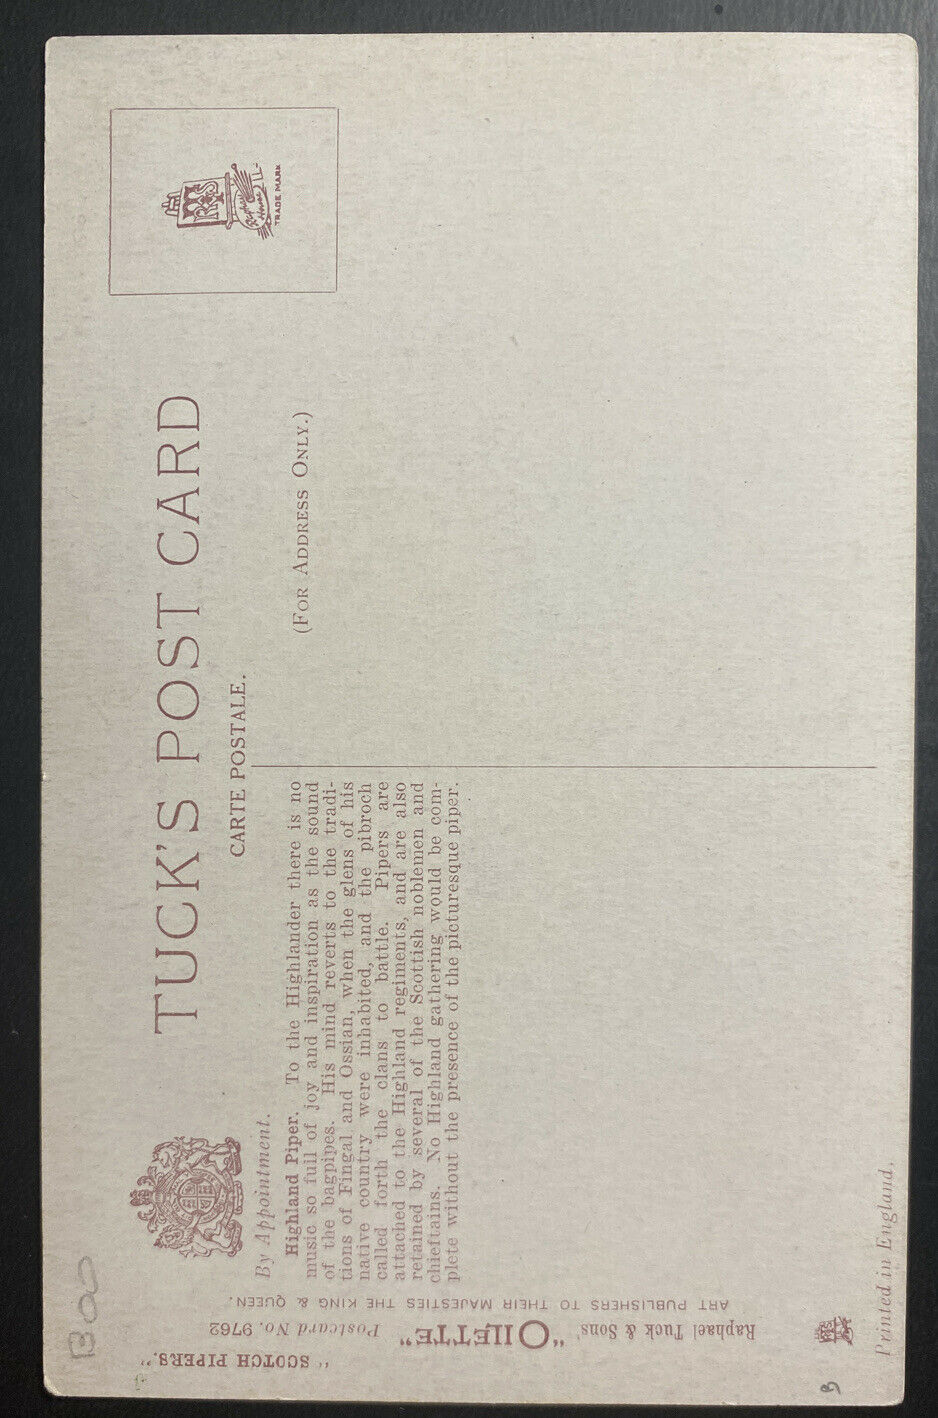 B00
TUCK'S POST CARD
CARTE POSTALE.
(FOR ADDRESS ONLY.)
TRADE MARK
By Appointment.
Highland Piper. To the Highlander there is no
music so full of joy and inspiration as the sound
of the bagpipes. His mind reverts to the tradi-
tions of Fingal and Ossian, when the glens of his
native country were inhabited, and the pibroch
called forth the clans to battle. Pipers are
attached to the Highland regiments, and are also
retained by several of the Scottish noblemen and
chieftains. No Highland gathering would be com-
plete without the presence of the picturesque piper.
"SCOTCH PIPERS."
Raphael Tuck & Sons' "OILETTE" Postcard No. 9762
ART PUBLISHERS TO THEIR MAJESTIES THE KING & QUEEN.
Printed in England.
B